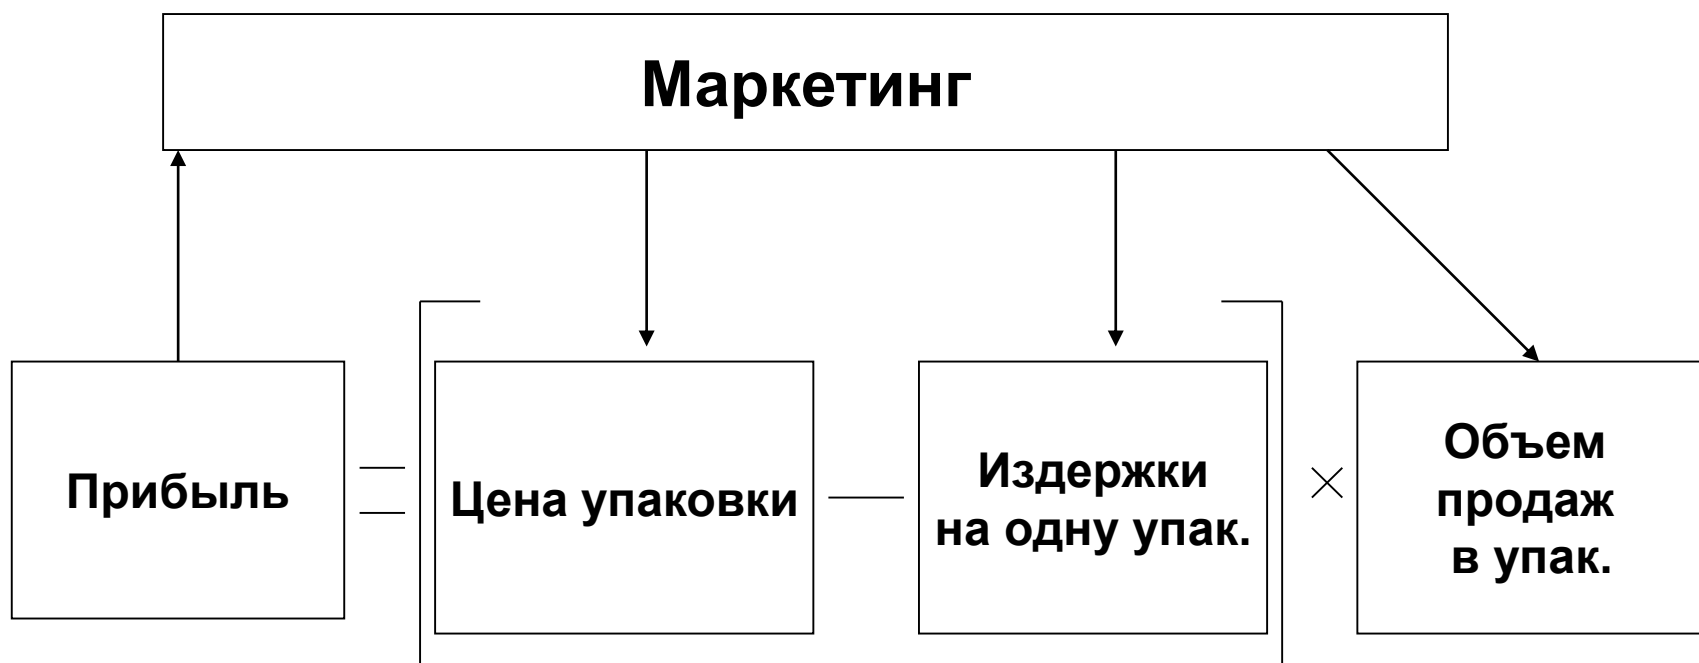 Маркетинг
Прибыль
Цена упаковки
Издержки
на одну упак.
Объем
продаж
в упак.